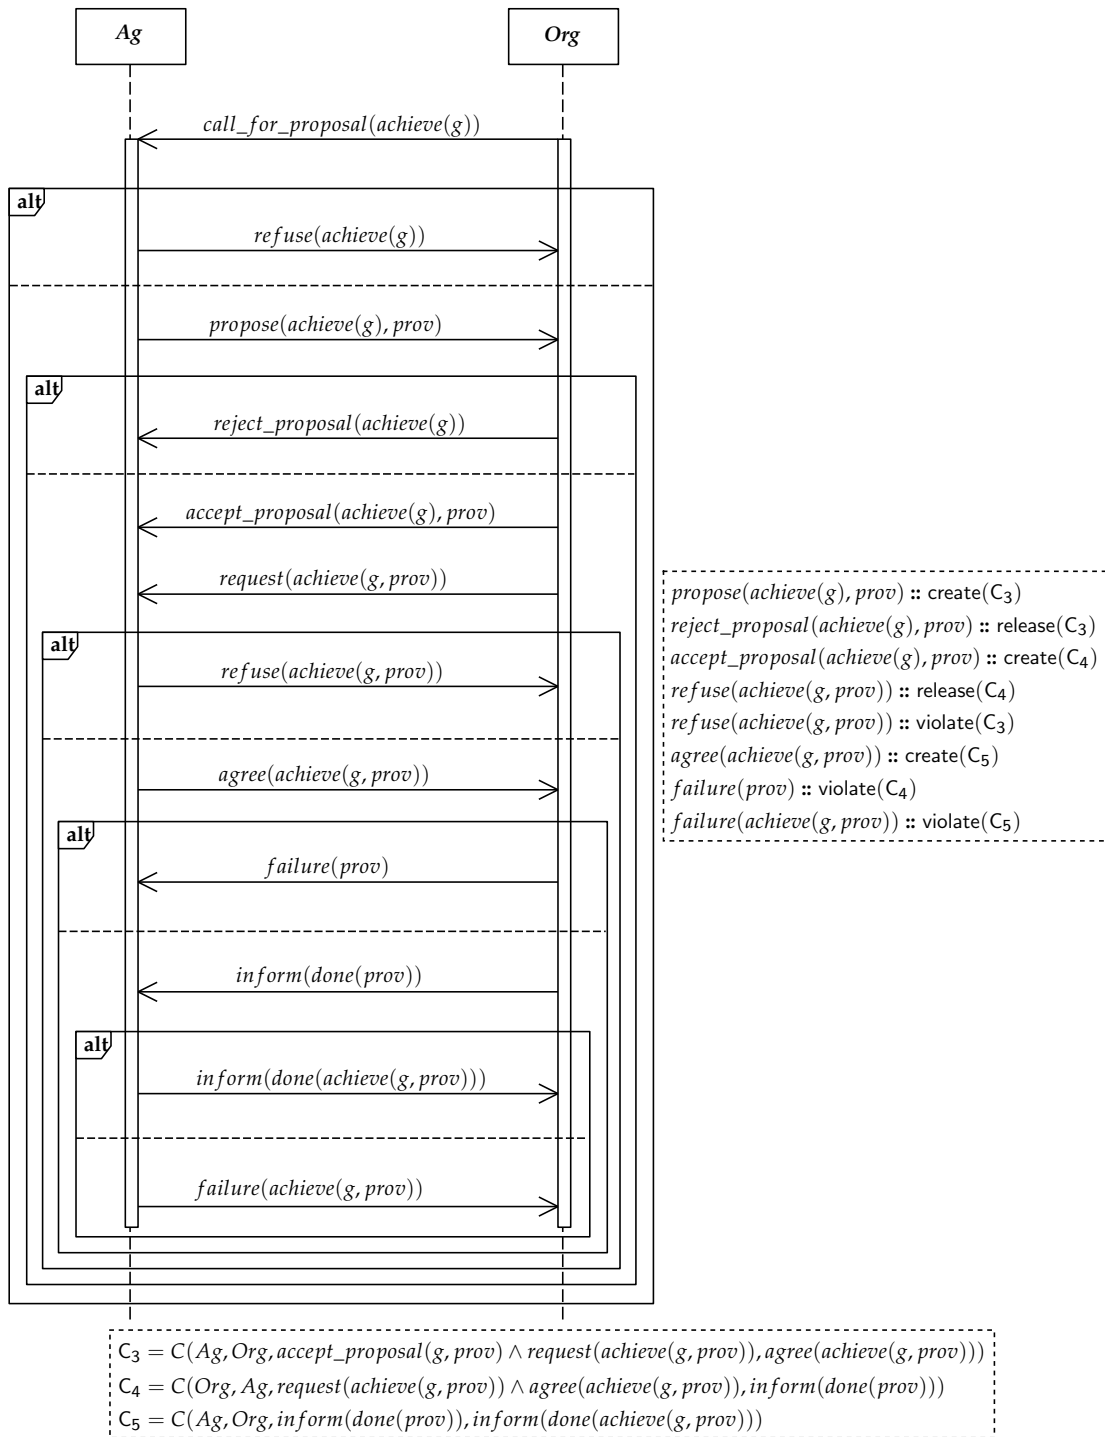 Ag
Org
call_for_proposal(achieve(g))
alt
refuse(achieve(g))
propose(achieve(g), prov)
alt
reject_proposal(achieve(g))
accept_proposal(achieve(g), prov)
request(achieve(g, prov))
alt
refuse(achieve(g, prov))
agree(achieve(g, prov))
alt
failure(prov)
inform(done(prov))
alt
inform(done(achieve(g, prov)))
failure(achieve(g, prov))
propose(achieve(g), prov) :: create(C₃)
reject_proposal(achieve(g), prov) :: release(C₃)
accept_proposal(achieve(g), prov) :: create(C₄)
refuse(achieve(g, prov)) :: release(C₄)
refuse(achieve(g, prov)) :: violate(C₃)
agree(achieve(g, prov)) :: create(C₅)
failure(prov) :: violate(C₄)
failure(achieve(g, prov)) :: violate(C₅)
C₃ = C(Ag, Org, accept_proposal(g, prov) ∧ request(achieve(g, prov)), agree(achieve(g, prov)))
C₄ = C(Org, Ag, request(achieve(g, prov)) ∧ agree(achieve(g, prov)), inform(done(prov)))
C₅ = C(Ag, Org, inform(done(prov)), inform(done(achieve(g, prov)))